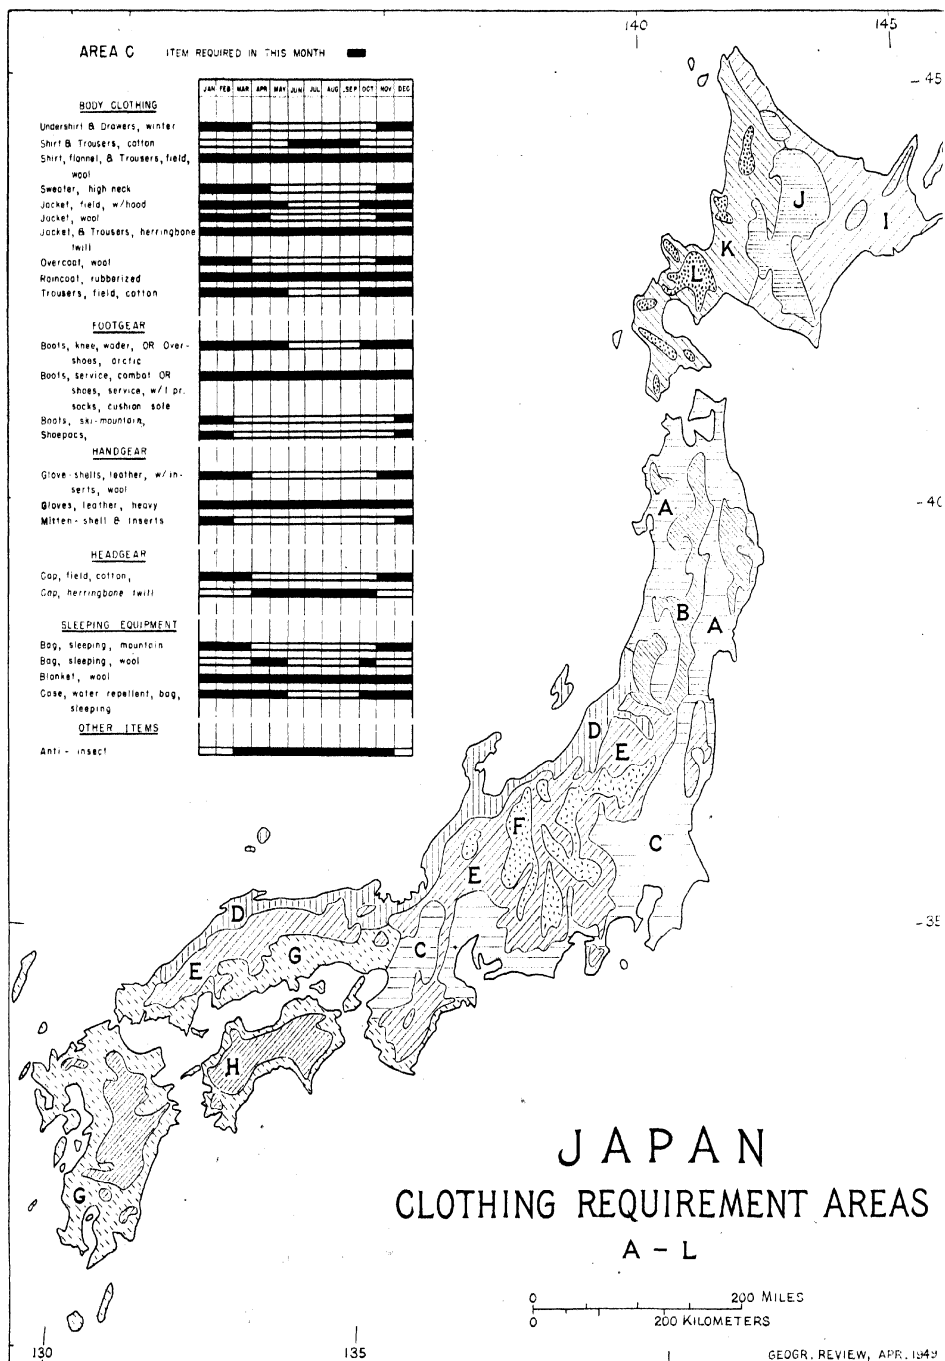 AREA C ITEM REQUIRED IN THIS MONTH
JAN FEB MAR APR MAY JUN JUL AUG SEP OCT NOV DEC
BODY CLOTHING
Undershirt & Drawers, winter
Shirt & Trousers, cotton
Shirt, flannel, & Trousers, field,
wool
Sweater, high neck
Jacket, field, w/hood
Jacket, wool
Jacket, & Trousers, herringbone
twill
Overcoat, wool
Raincoat, rubberized
Trousers, field, cotton
FOOTGEAR
Boots, knee, wader, OR Over-
shoes, arctic
Boots, service, combat OR
shoes, service, w/1 pr.
socks, cushion sole
Boots, ski-mountain,
Shoepacs,
HANDGEAR
Glove-shells, leather, w/in-
serts, wool
Gloves, leather, heavy
Mitten-shell & Inserts
HEADGEAR
Cap, field, cotton,
Cap, herringbone twill
SLEEPING EQUIPMENT
Bag, sleeping, mountain
Bag, sleeping, wool
Blanket, wool
Case, water repellent, bag,
sleeping
OTHER ITEMS
Anti-insect
140
145
45
J
I
K
L
A
40
B
A
D
E
F
C
E
D
35
C
G
E
H
G
JAPAN
CLOTHING REQUIREMENT AREAS
A - L
0 200 MILES
0 200 KILOMETERS
130
135
GEOGR. REVIEW, APR. 1949